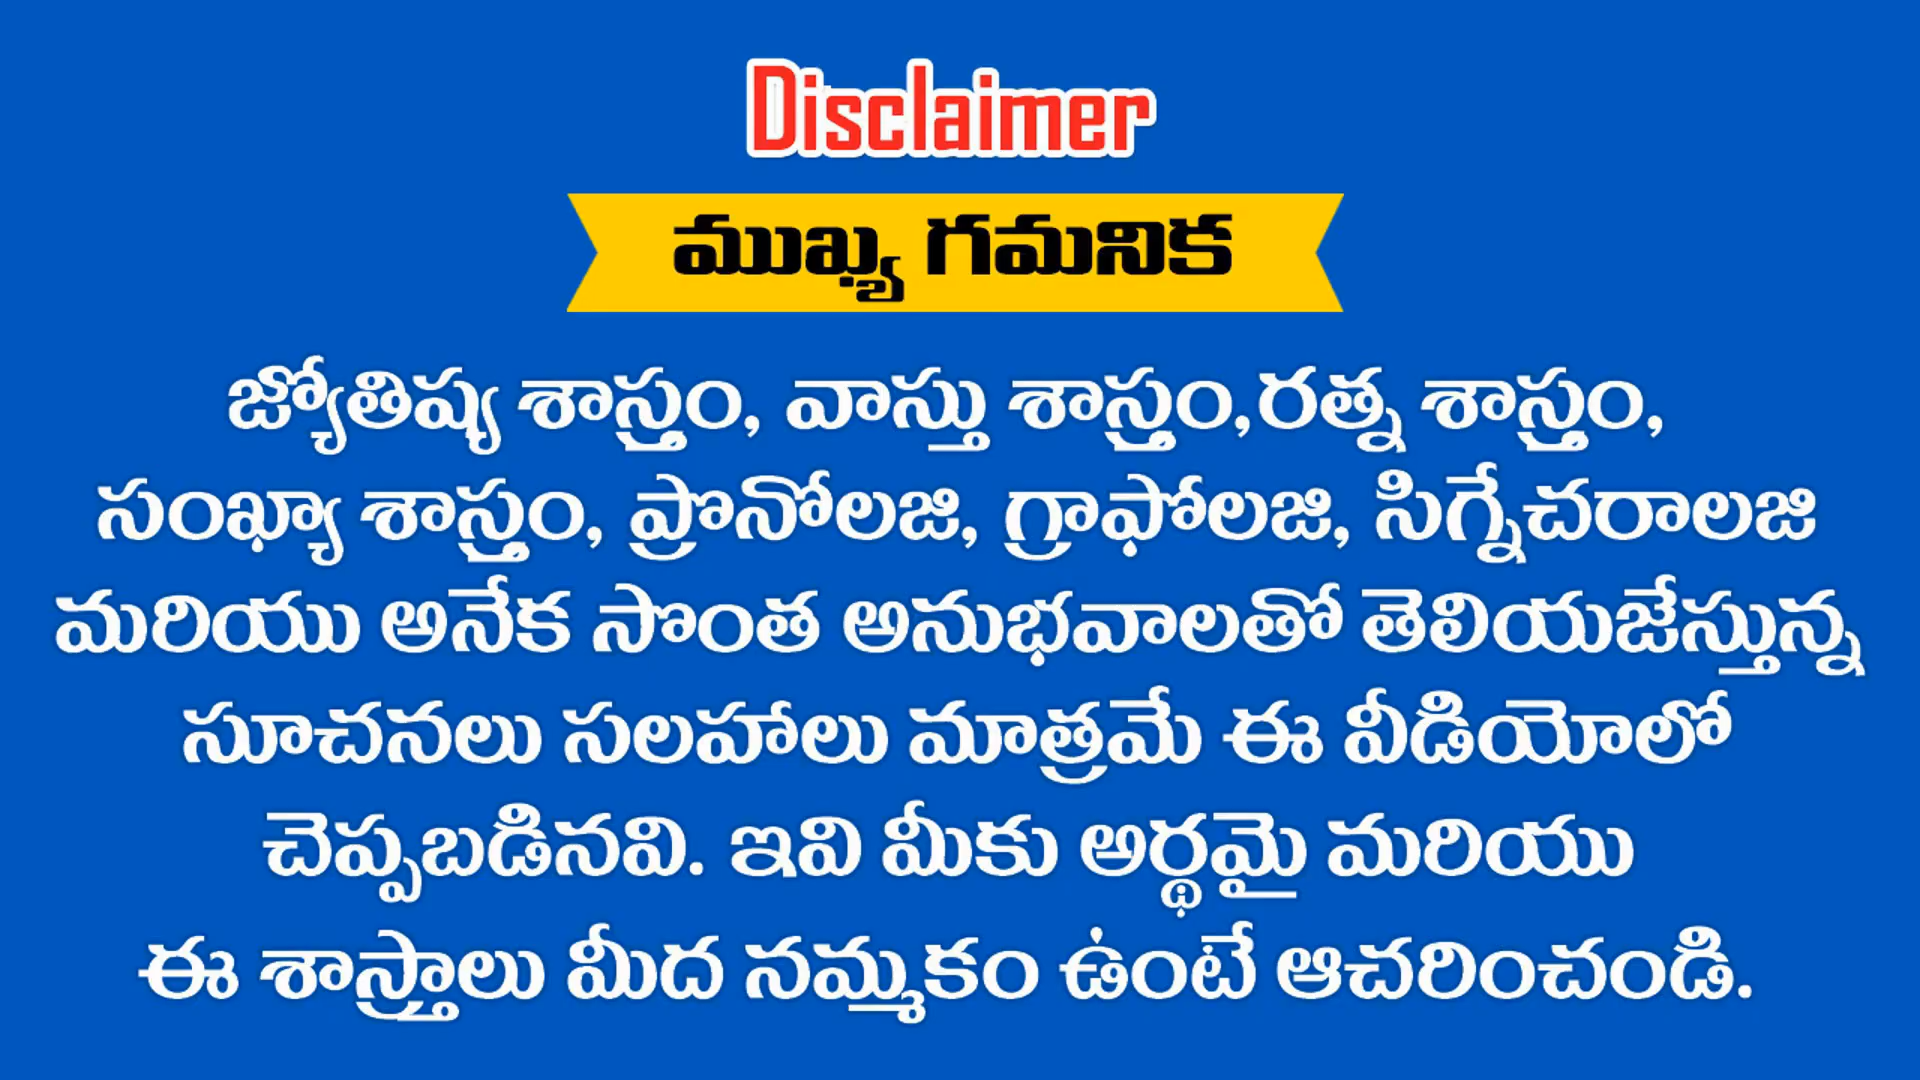 Disclaimer
ముఖ్య గమనిక
జ్యోతిష్య శాస్త్రం, వాస్తు శాస్త్రం,రత్న శాస్త్రం,
సంఖ్యా శాస్త్రం, ప్రొనోలజి, గ్రాఫోలజి, సిగ్నేచరాలజి
మరియు అనేక సొంత అనుభవాలతో తెలియజేస్తున్న
సూచనలు సలహాలు మాత్రమే ఈ వీడియోలో
చెప్పబడినవి. ఇవి మీకు అర్థమై మరియు
ఈ శాస్త్రాలు మీద నమ్మకం ఉంటే ఆచరించండి.